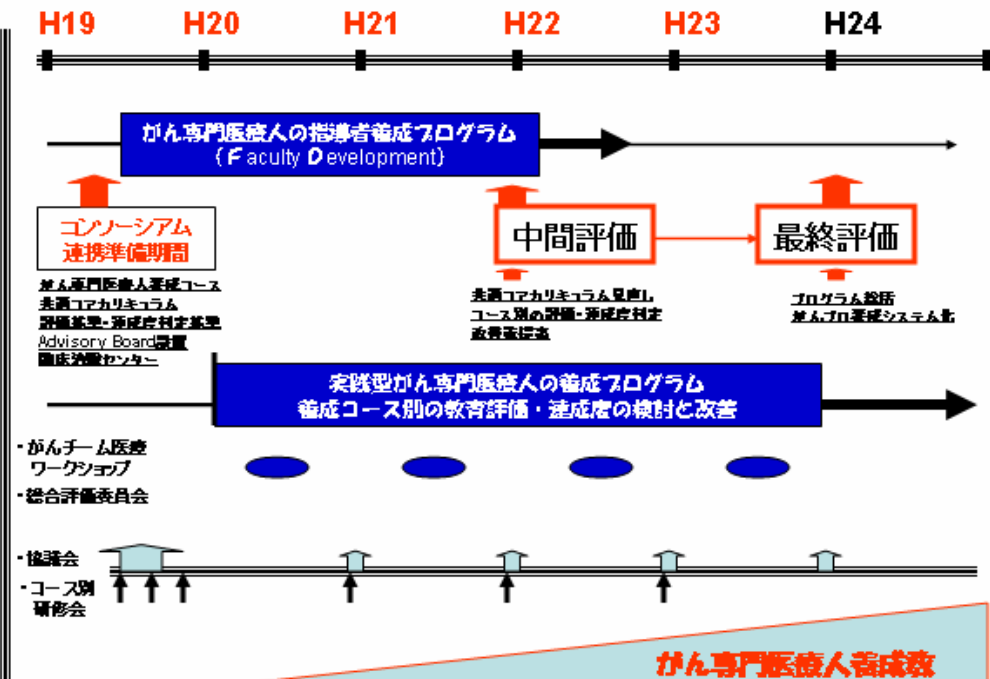 H19 H20 H21 H22 H23 H24
がん専門医療人の指導者養成プログラム
{Faculty Development}
コンソーシアム
連携準備期間
中間評価
最終評価
がん専門医療人養成コース
共通コアカリキュラム
評価基準・達成度判定基準
Advisory Board設置
臨床治験センター
共通コアカリキュラム見直し
コース別の評価・達成度判定
改善案提案
プログラム総括
がんプロ養成システム化
実践型がん専門医療人の養成プログラム
養成コース別の教育評価・達成度の検討と改善
・がんチーム医療
ワークショップ
・総合評価委員会
・協議会
・コース別
研修会
がん専門医療人養成数